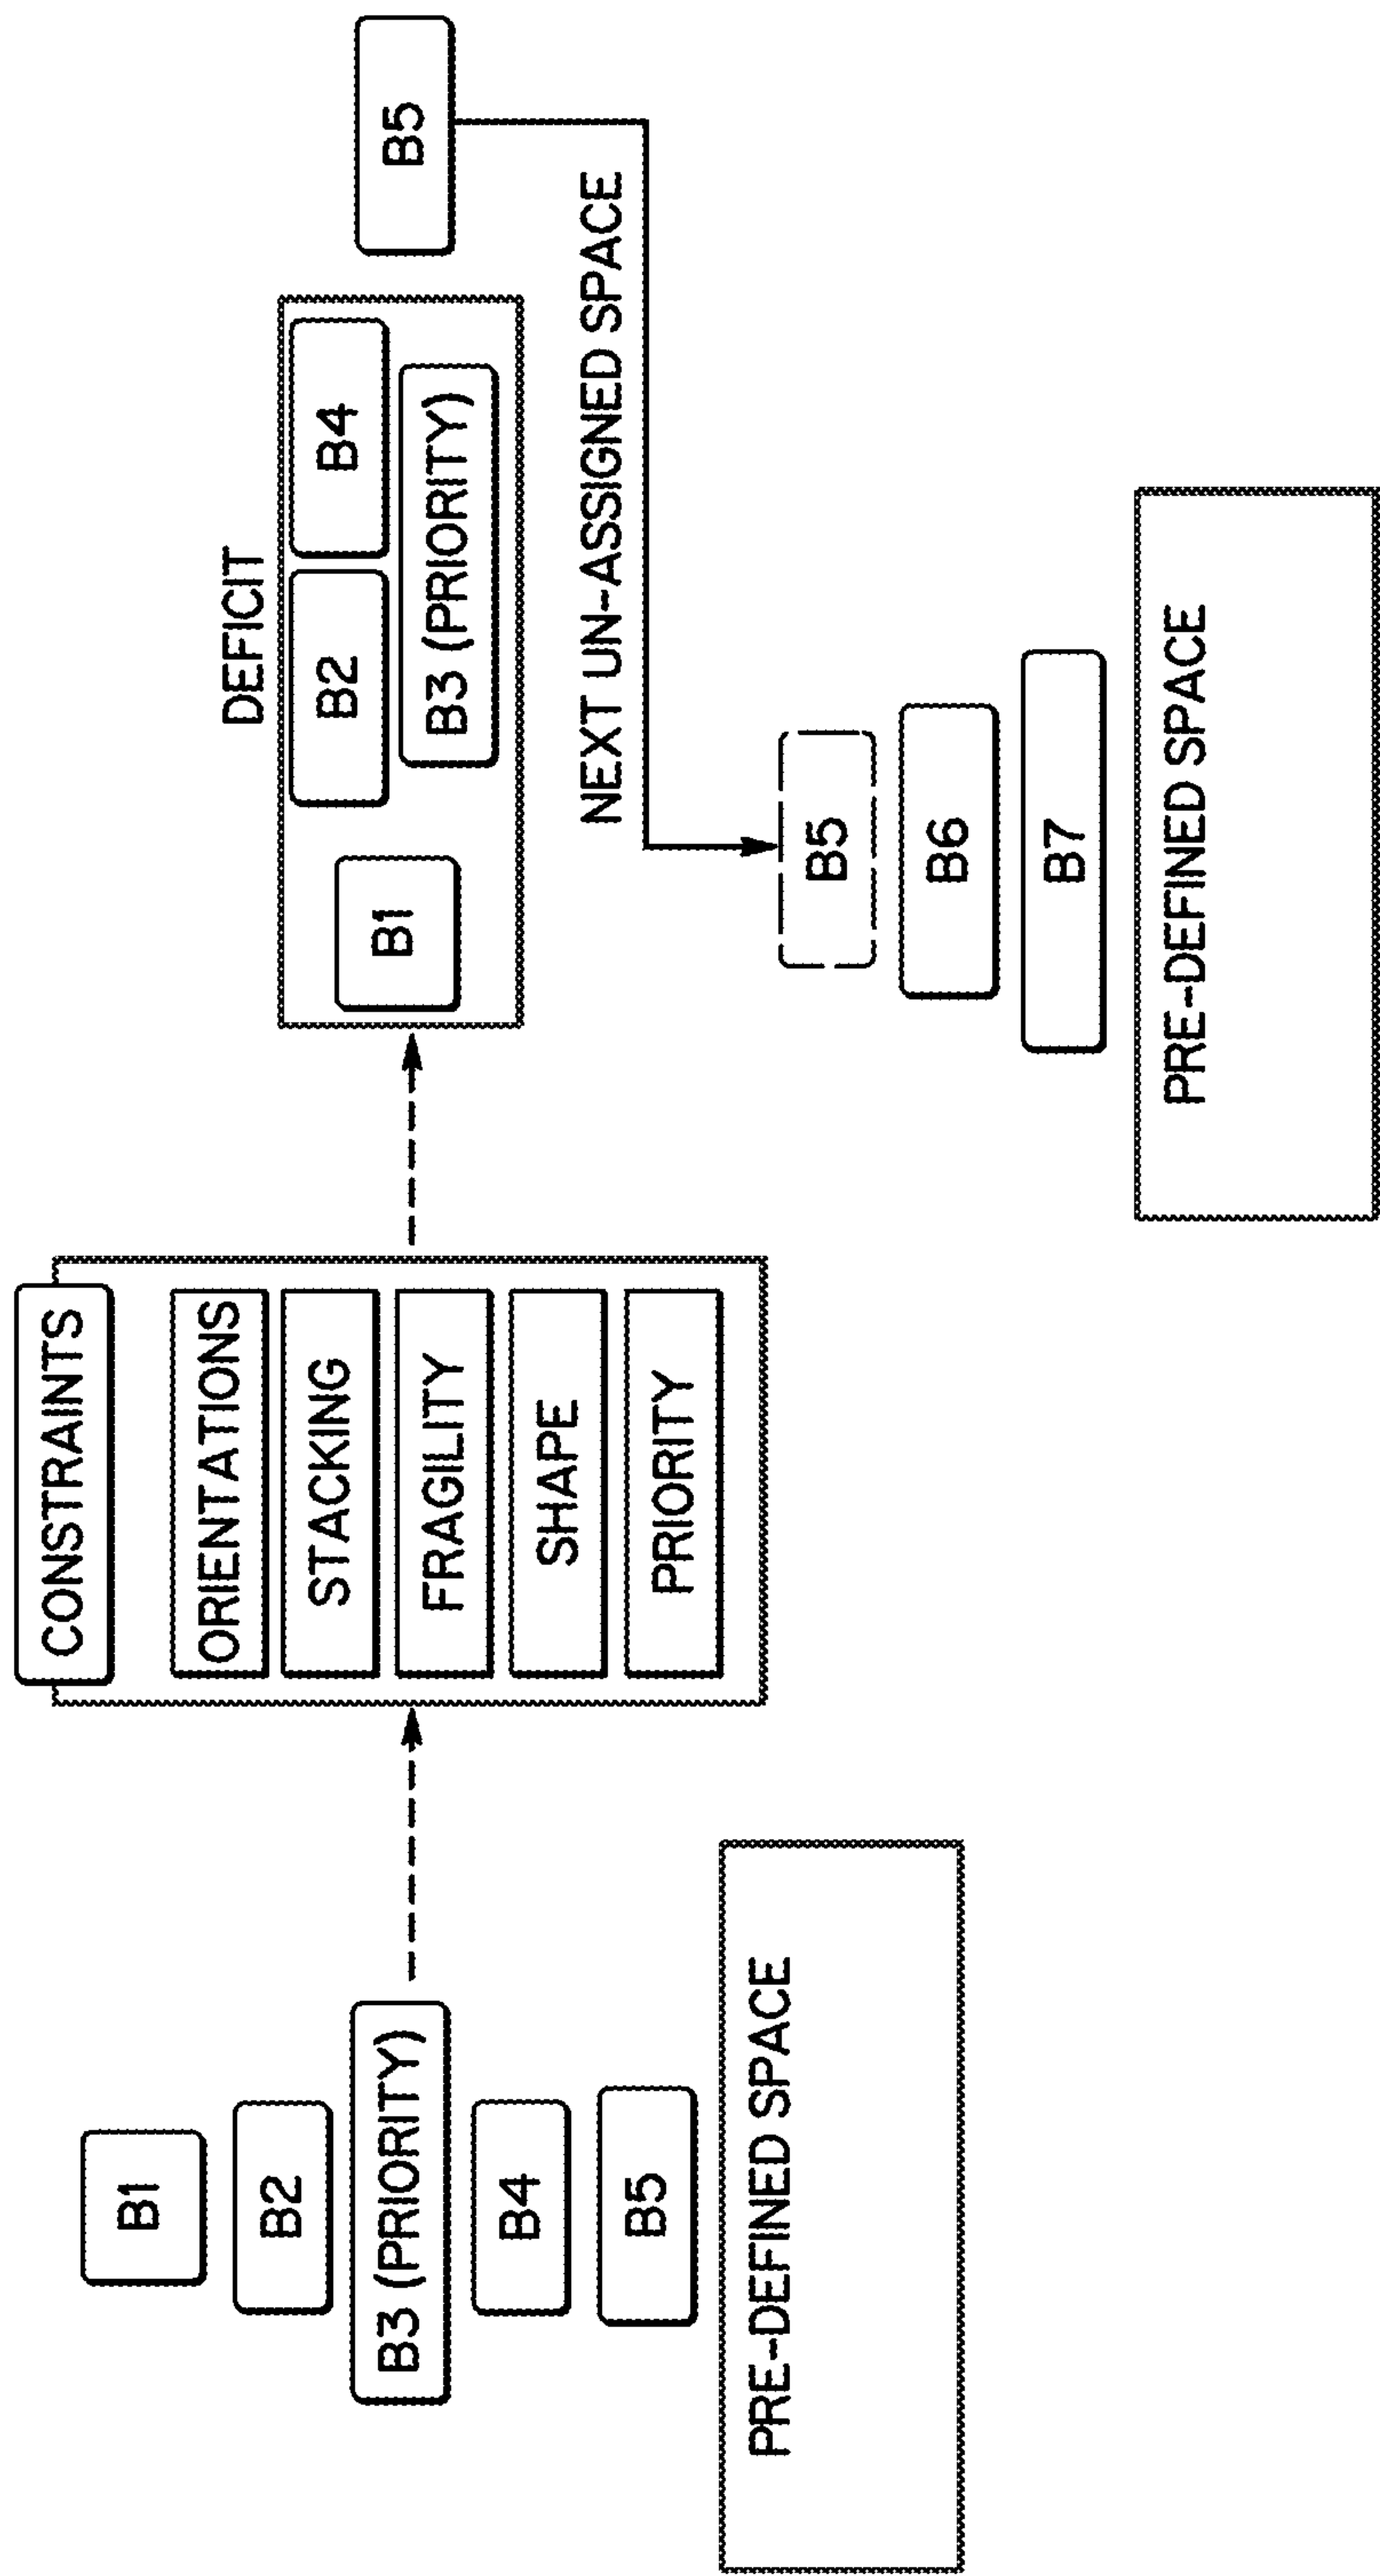 B1
B2
B3 (PRIORITY)
B4
B5
PRE-DEFINED SPACE
CONSTRAINTS
ORIENTATIONS
STACKING
FRAGILITY
SHAPE
PRIORITY
DEFICIT
B1
B2
B4
B3 (PRIORITY)
B5
NEXT UN-ASSIGNED SPACE
B5
B6
B7
PRE-DEFINED SPACE